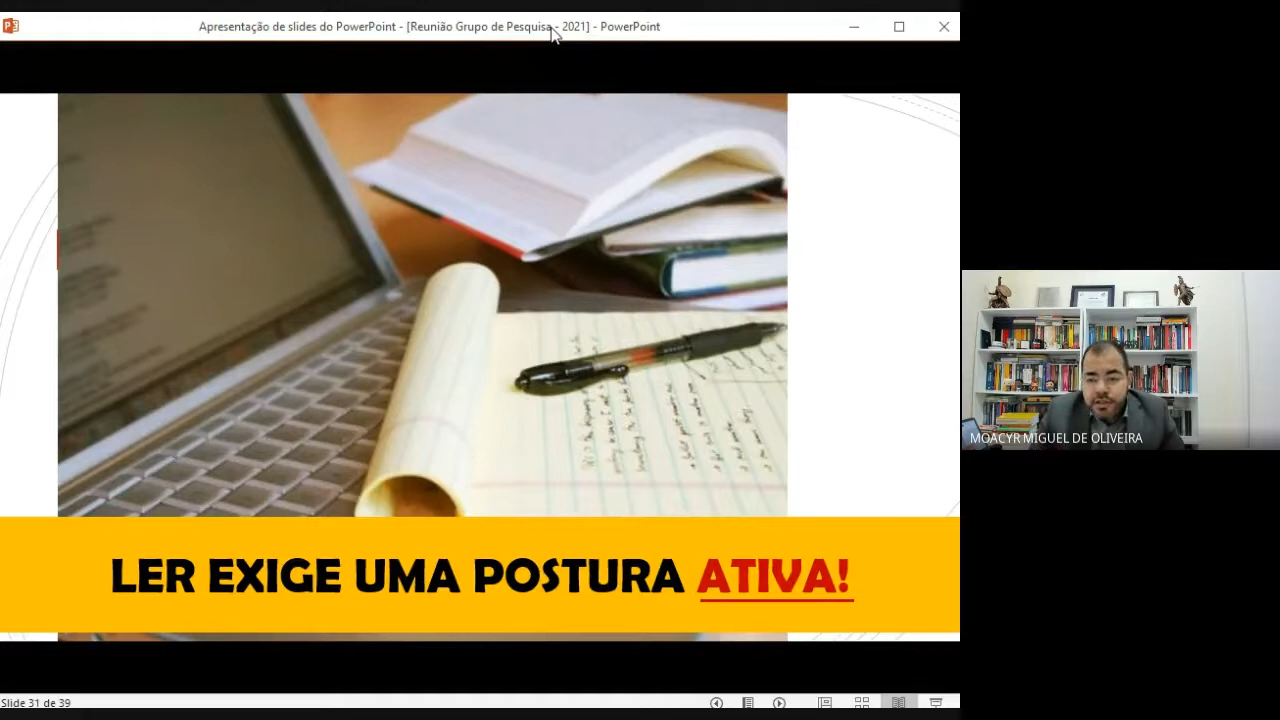 Apresentação de slides do PowerPoint - [Reunião Grupo de Pesquisa - 2021] - PowerPoint
LER EXIGE UMA POSTURA ATIVA!
MOACYR MIGUEL DE OLIVEIRA
Slide 31 de 39